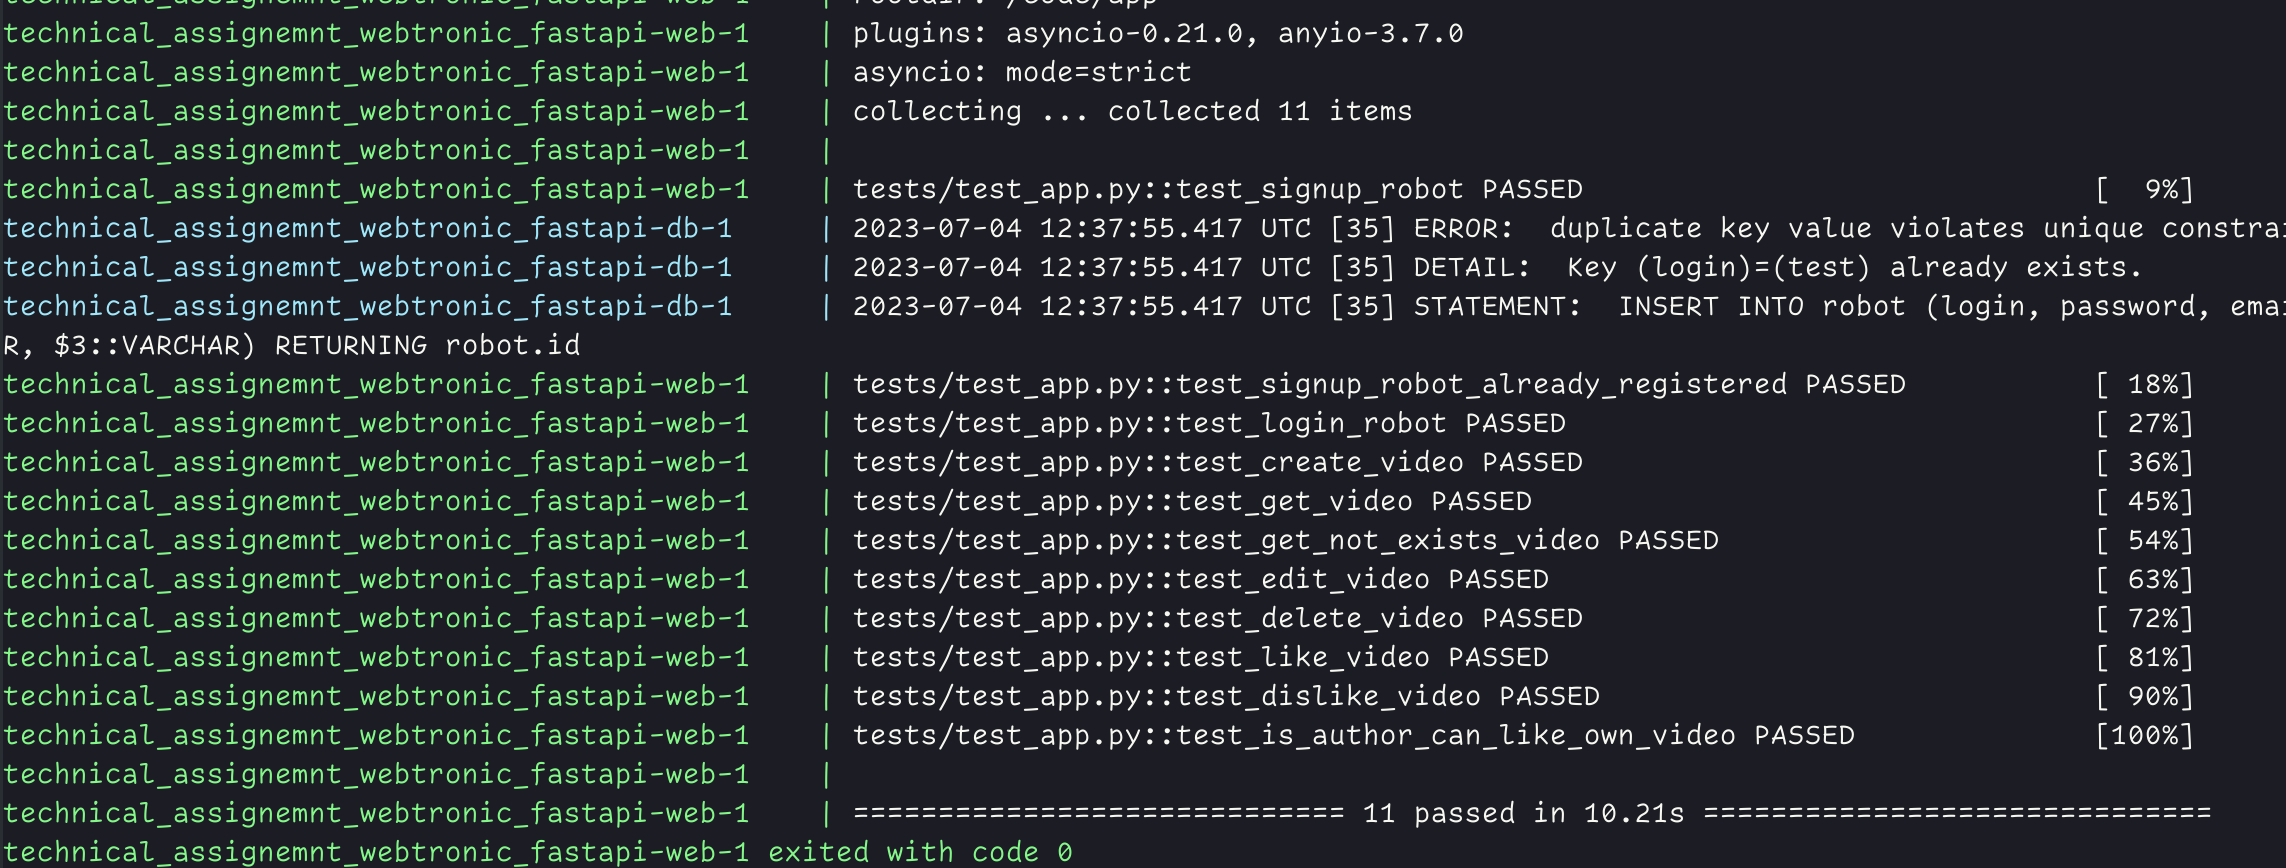 technical_assignemnt_webtronic_fastapi-web-1 | rootdir: /code/app
technical_assignemnt_webtronic_fastapi-web-1 | plugins: asyncio-0.21.0, anyio-3.7.0
technical_assignemnt_webtronic_fastapi-web-1 | asyncio: mode=strict
technical_assignemnt_webtronic_fastapi-web-1 | collecting ... collected 11 items
technical_assignemnt_webtronic_fastapi-web-1 |
technical_assignemnt_webtronic_fastapi-web-1 | tests/test_app.py::test_signup_robot PASSED [  9%]
technical_assignemnt_webtronic_fastapi-db-1 | 2023-07-04 12:37:55.417 UTC [35] ERROR:  duplicate key value violates unique
technical_assignemnt_webtronic_fastapi-db-1 | 2023-07-04 12:37:55.417 UTC [35] DETAIL:  Key (login)=(test) already exists.
technical_assignemnt_webtronic_fastapi-db-1 | 2023-07-04 12:37:55.417 UTC [35] STATEMENT:  INSERT INTO robot (login, password,
R, $3::VARCHAR) RETURNING robot.id
technical_assignemnt_webtronic_fastapi-web-1 | tests/test_app.py::test_signup_robot_already_registered PASSED [ 18%]
technical_assignemnt_webtronic_fastapi-web-1 | tests/test_app.py::test_login_robot PASSED [ 27%]
technical_assignemnt_webtronic_fastapi-web-1 | tests/test_app.py::test_create_video PASSED [ 36%]
technical_assignemnt_webtronic_fastapi-web-1 | tests/test_app.py::test_get_video PASSED [ 45%]
technical_assignemnt_webtronic_fastapi-web-1 | tests/test_app.py::test_get_not_exists_video PASSED [ 54%]
technical_assignemnt_webtronic_fastapi-web-1 | tests/test_app.py::test_edit_video PASSED [ 63%]
technical_assignemnt_webtronic_fastapi-web-1 | tests/test_app.py::test_delete_video PASSED [ 72%]
technical_assignemnt_webtronic_fastapi-web-1 | tests/test_app.py::test_like_video PASSED [ 81%]
technical_assignemnt_webtronic_fastapi-web-1 | tests/test_app.py::test_dislike_video PASSED [ 90%]
technical_assignemnt_webtronic_fastapi-web-1 | tests/test_app.py::test_is_author_can_like_own_video PASSED [100%]
technical_assignemnt_webtronic_fastapi-web-1 |
technical_assignemnt_webtronic_fastapi-web-1 | ============================= 11 passed in 10.21s ==============================
technical_assignemnt_webtronic_fastapi-web-1 exited with code 0